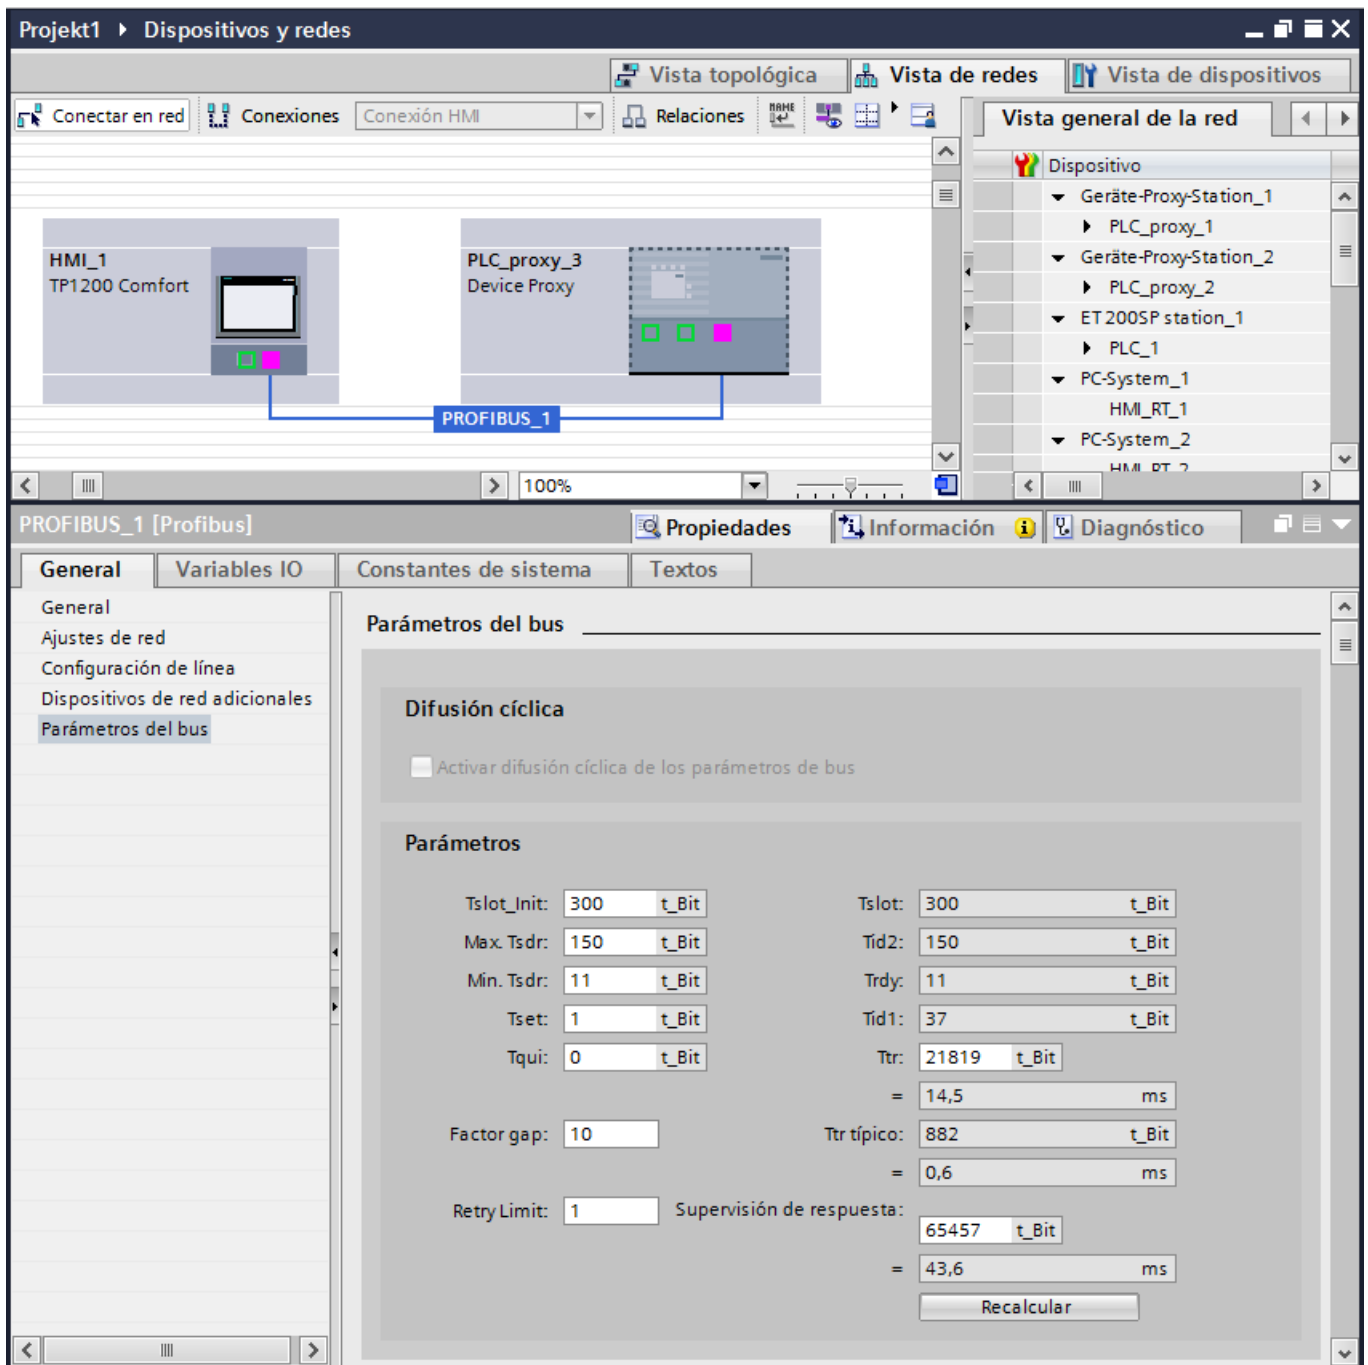 Projekt1 ▸ Dispositivos y redes
Vista topológica
Vista de redes
Vista de dispositivos
Conectar en red
Conexiones
Conexión HMI
Relaciones
NAME
Vista general de la red
Dispositivo
Geräte-Proxy-Station_1
PLC_proxy_1
Geräte-Proxy-Station_2
PLC_proxy_2
ET 200SP station_1
PLC_1
PC-System_1
HMI_RT_1
PC-System_2
HMI_RT_2
HMI_1
TP1200 Comfort
PLC_proxy_3
Device Proxy
PROFIBUS_1
100%
PROFIBUS_1 [Profibus]
Propiedades
Información
Diagnóstico
General
Variables IO
Constantes de sistema
Textos
General
Ajustes de red
Configuración de línea
Dispositivos de red adicionales
Parámetros del bus
Parámetros del bus
Difusión cíclica
Activar difusión cíclica de los parámetros de bus
Parámetros
Tslot_Init: 300 t_Bit
Tslot: 300 t_Bit
Max. Tsdr: 150 t_Bit
Tid2: 150 t_Bit
Min. Tsdr: 11 t_Bit
Trdy: 11 t_Bit
Tset: 1 t_Bit
Tid1: 37 t_Bit
Tqui: 0 t_Bit
Ttr: 21819 t_Bit
= 14,5 ms
Factor gap: 10
Ttr típico: 882 t_Bit
= 0,6 ms
Retry Limit: 1
Supervisión de respuesta:
65457 t_Bit
= 43,6 ms
Recalcular